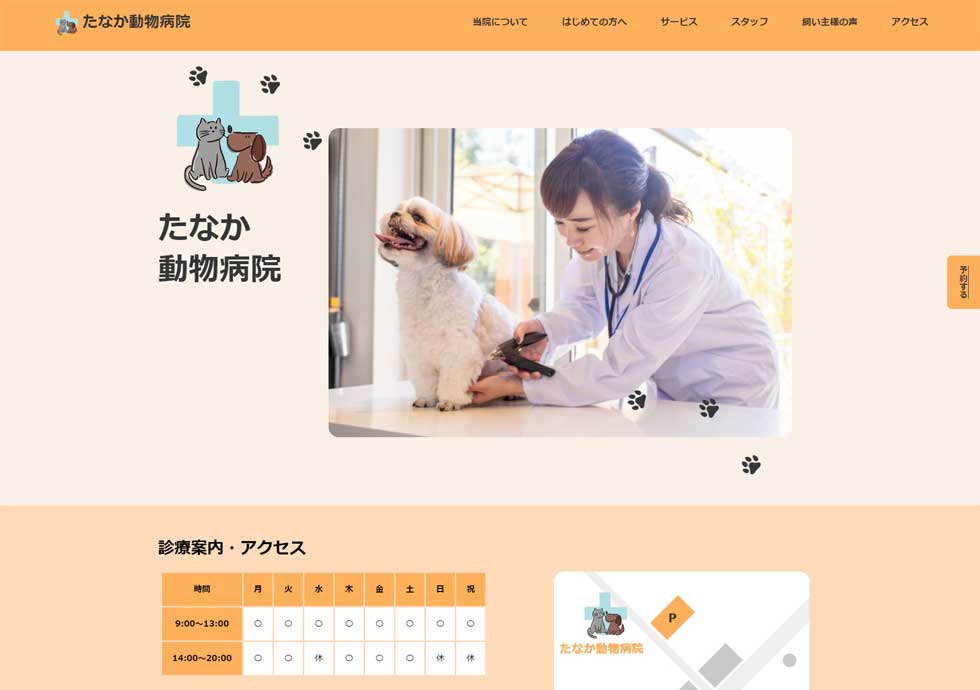 たなか動物病院
当院について はじめての方へ サービス スタッフ 飼い主様の声 アクセス
たなか
動物病院
予約する
診療案内・アクセス
時間 月 火 水 木 金 土 日 祝
9:00〜13:00 〇 〇 〇 〇 〇 〇 〇 〇
14:00〜20:00 〇 〇 休 〇 〇 〇 休 休
P
たなか動物病院